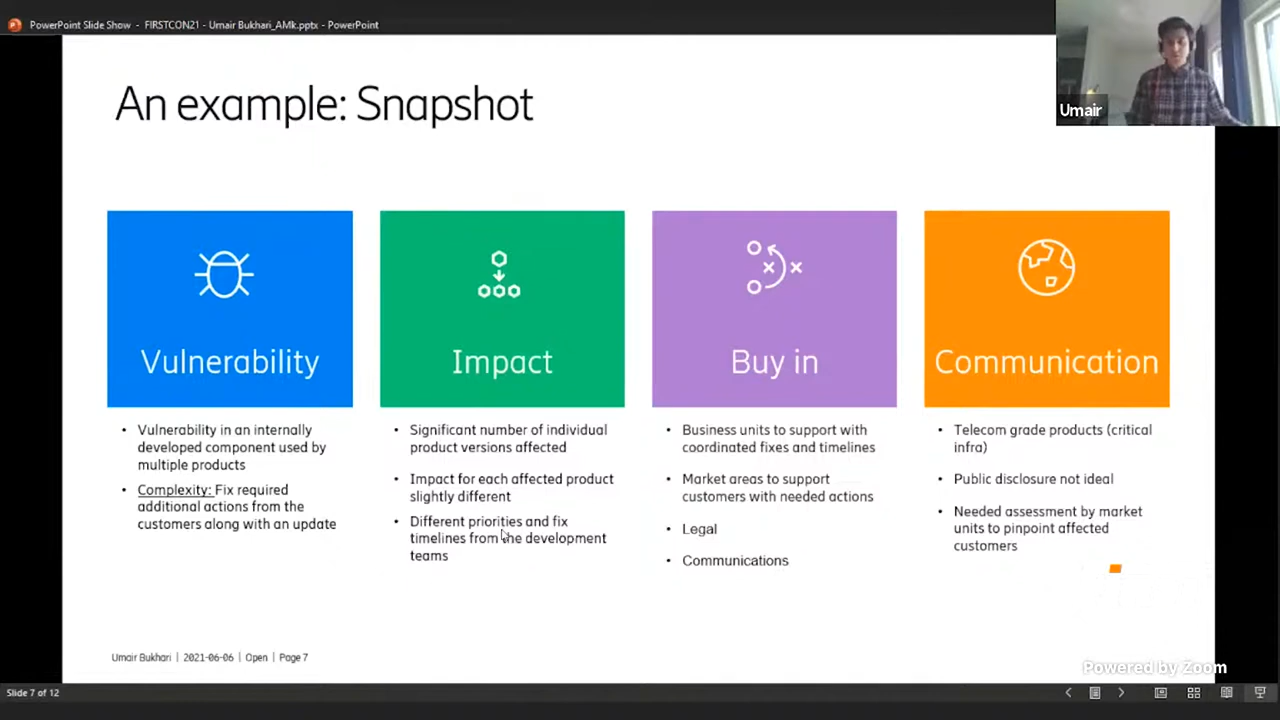 PowerPoint Slide Show - FIRSTCON21 - Umair Bukhari_AMk.pptx - PowerPoint
Umair
An example: Snapshot
Vulnerability
• Vulnerability in an internally
developed component used by
multiple products
• Complexity: Fix required
additional actions from the
customers along with an update
Impact
• Significant number of individual
product versions affected
• Impact for each affected product
slightly different
• Different priorities and fix
timelines from the development
teams
Buy in
• Business units to support with
coordinated fixes and timelines
• Market areas to support
customers with needed actions
• Legal
• Communications
Communication
• Telecom grade products (critical
infra)
• Public disclosure not ideal
• Needed assessment by market
units to pinpoint affected
customers
Umair Bukhari | 2021-06-06 | Open | Page 7
Powered by Zoom
Slide 7 of 12